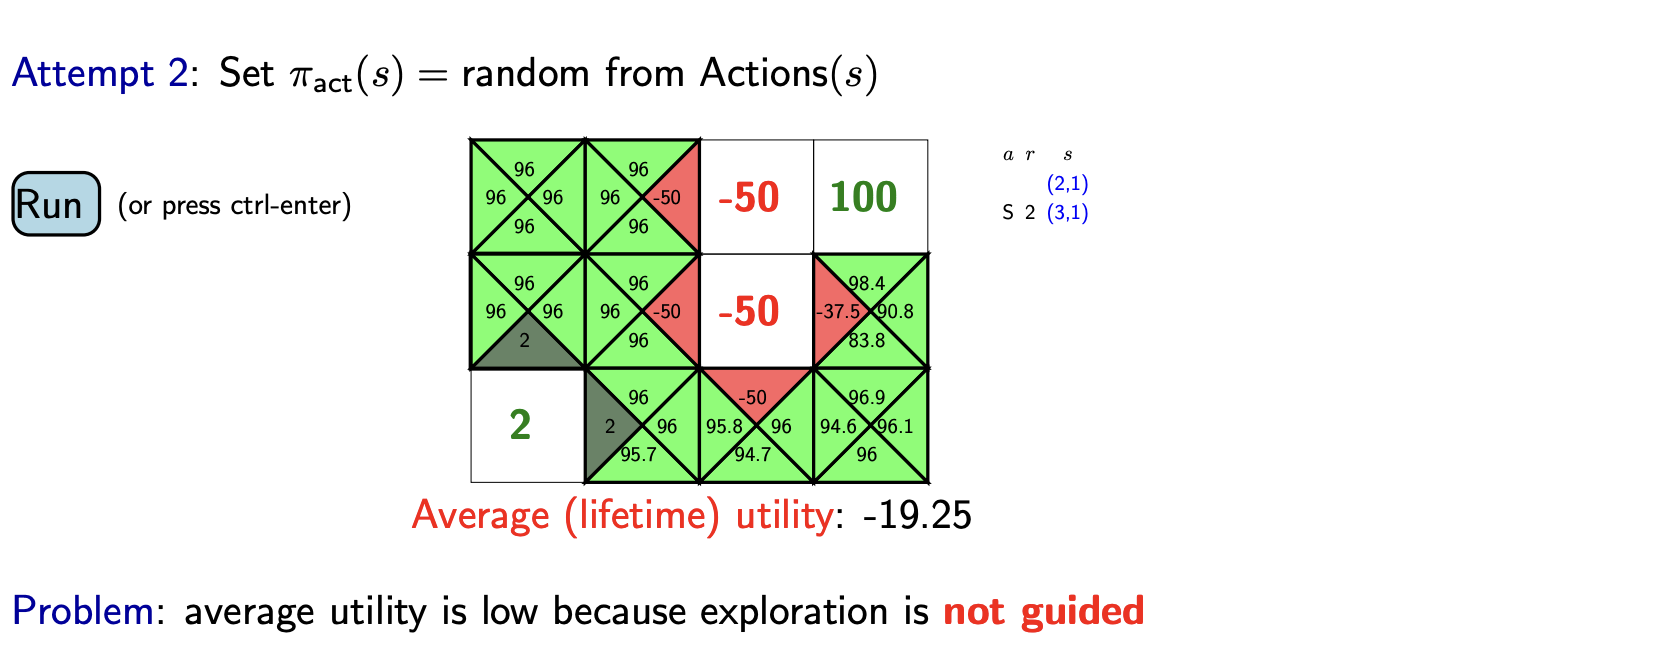 Attempt 2: Set πact(s) = random from Actions(s)
Run (or press ctrl-enter)
a r s
(2,1)
S 2 (3,1)
96 96
96 96 96 -50 -50 100
96 96
96 96 98.4
96 96 96 -50 -50 -37.5 90.8
2 96 83.8
96 -50 96.9
2 2 96 95.8 96 94.6 96.1
95.7 94.7 96
Average (lifetime) utility: -19.25
Problem: average utility is low because exploration is not guided